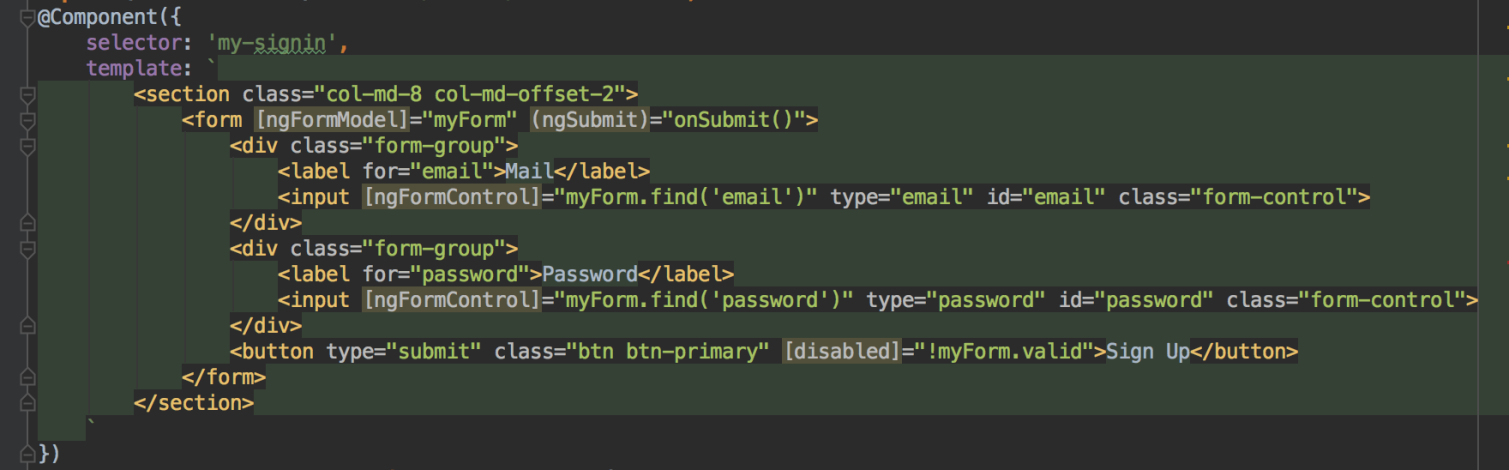 @Component({
    selector: 'my-signin',
    template: `
        <section class="col-md-8 col-md-offset-2">
            <form [ngFormModel]="myForm" (ngSubmit)="onSubmit()">
                <div class="form-group">
                    <label for="email">Mail</label>
                    <input [ngFormControl]="myForm.find('email')" type="email" id="email" class="form-control">
                </div>
                <div class="form-group">
                    <label for="password">Password</label>
                    <input [ngFormControl]="myForm.find('password')" type="password" id="password" class="form-control">
                </div>
                <button type="submit" class="btn btn-primary" [disabled]="!myForm.valid">Sign Up</button>
            </form>
        </section>
    `
})